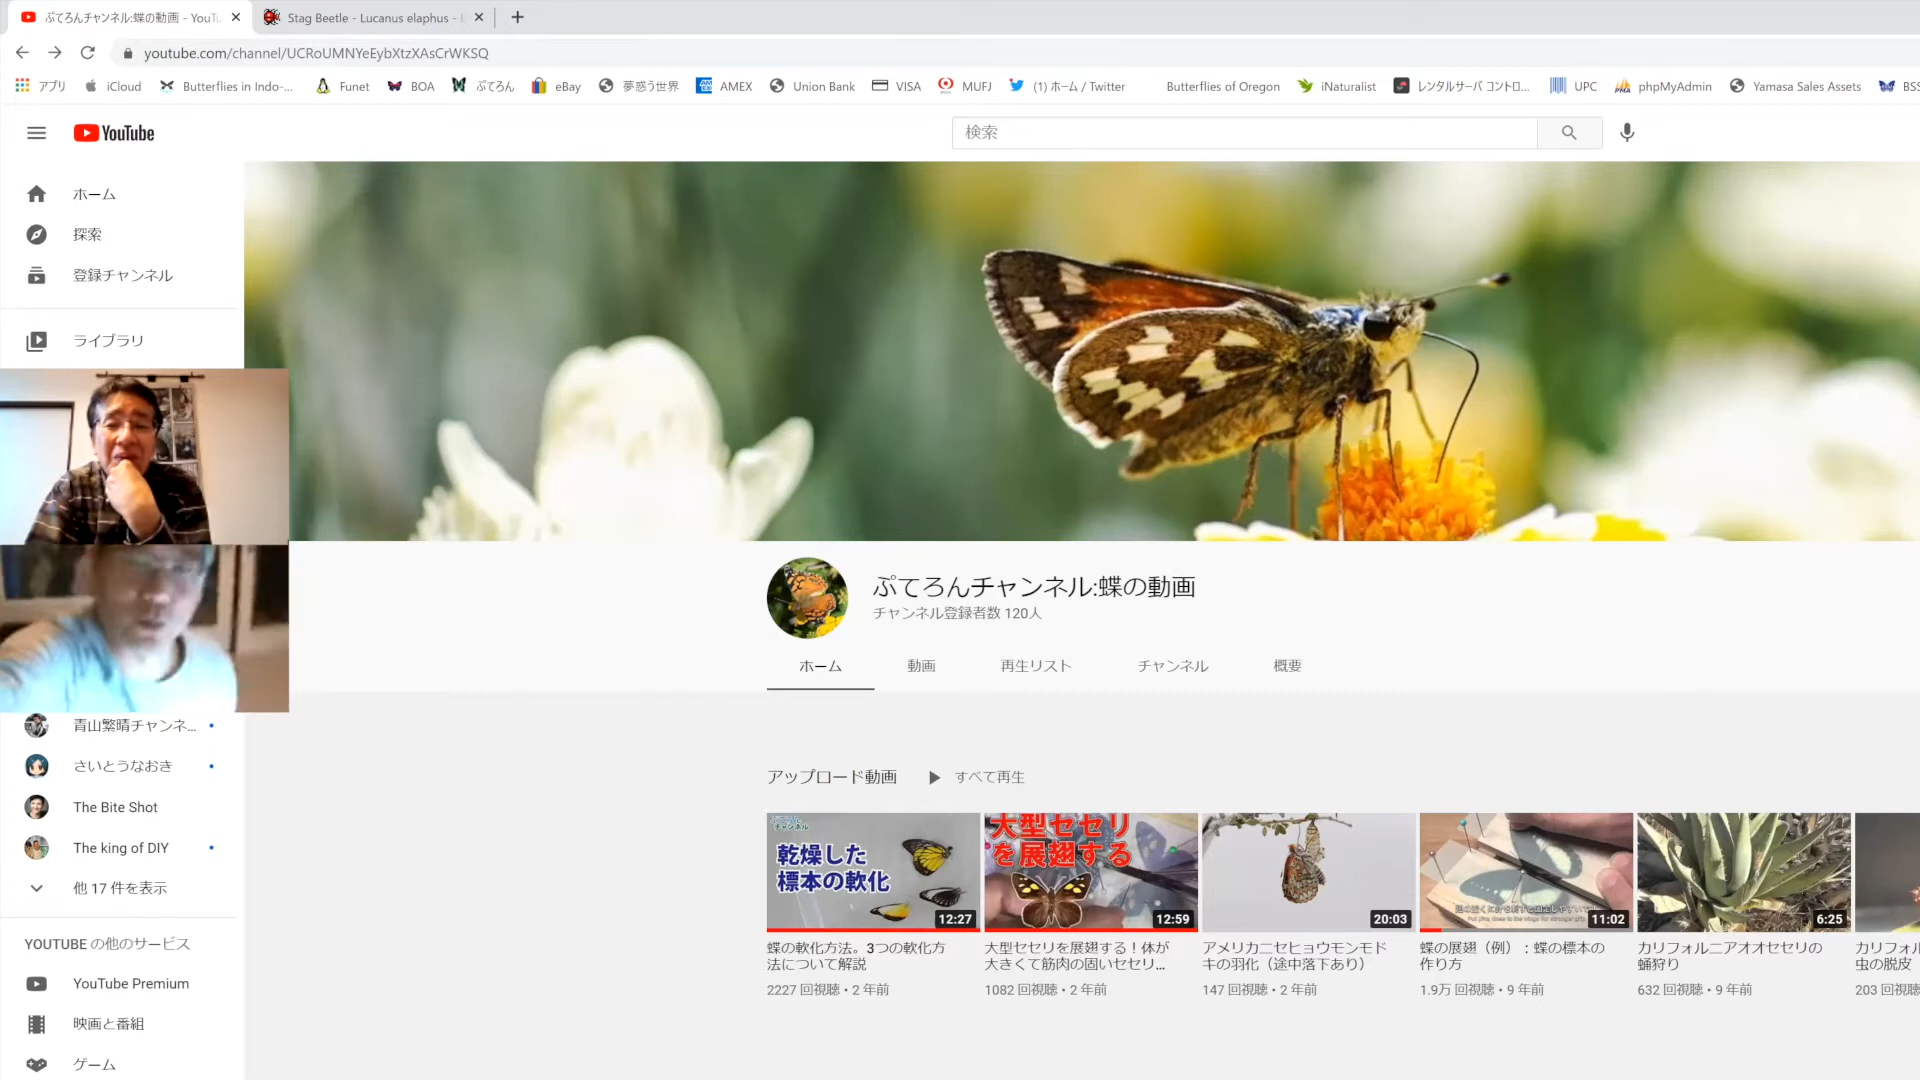 ぷてろんチャンネル:蝶の動画 - YouTu
Stag Beetle - Lucanus elaphus -
youtube.com/channel/UCRoUMNYeEybXtzXAsCrWKSQ
アプリ
iCloud
Butterflies in Indo-...
Funet
BOA
ぷてろん
eBay
夢惑う世界
AMEX
Union Bank
VISA
MUFJ
(1) ホーム / Twitter
Butterflies of Oregon
iNaturalist
レンタルサーバ コントロ...
UPC
phpMyAdmin
Yamasa Sales Assets
BSS
YouTube
検索
ホーム
探索
登録チャンネル
ライブラリ
ぷてろんチャンネル:蝶の動画
チャンネル登録者数 120人
ホーム
動画
再生リスト
チャンネル
概要
青山繁晴チャンネ...
さいとうなおき
The Bite Shot
The king of DIY
他 17 件を表示
YOUTUBE の他のサービス
YouTube Premium
映画と番組
ゲーム
アップロード動画
すべて再生
乾燥した
標本の軟化
12:27
蝶の軟化方法。3つの軟化方
法について解説
2227 回視聴・2 年前
大型セセリ
を展翅する
12:59
大型セセリを展翅する！体が
大きくて筋肉の固いセセリ...
1082 回視聴・2 年前
20:03
アメリカニセヒョウモンモド
キの羽化（途中落下あり）
147 回視聴・2 年前
11:02
蝶の展翅（例）：蝶の標本の
作り方
1.9万 回視聴・9 年前
6:25
カリフォルニアオオセセリの
蛹狩り
632 回視聴・9 年前
カリフォル
虫の脱皮
203 回視聴